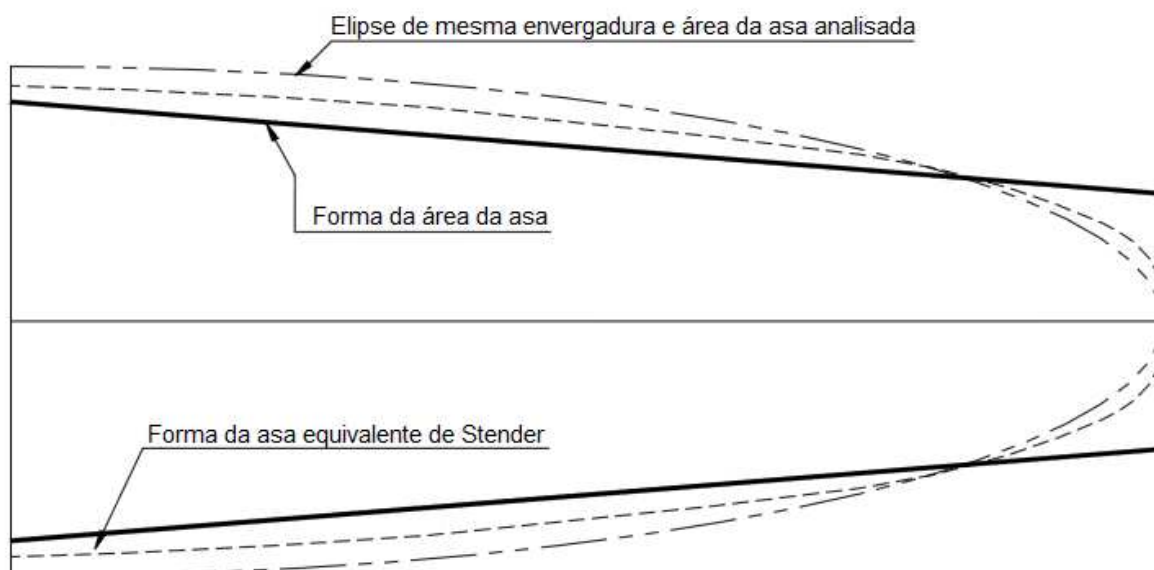 Elipse de mesma envergadura e área da asa analisada
Forma da área da asa
Forma da asa equivalente de Stender